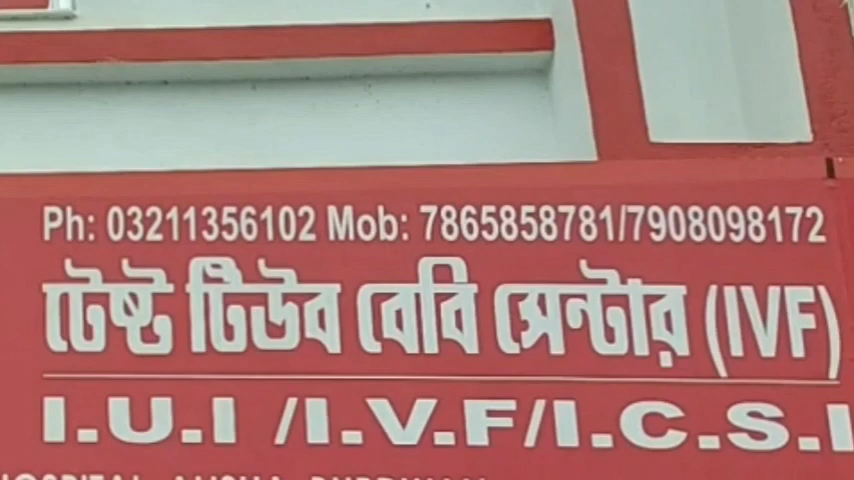 Ph: 03211356102 Mob: 7865858781/7908098172
টেষ্ট টিউব বেবি সেন্টার (IVF)
I.U.I /I.V.F/I.C.S.I